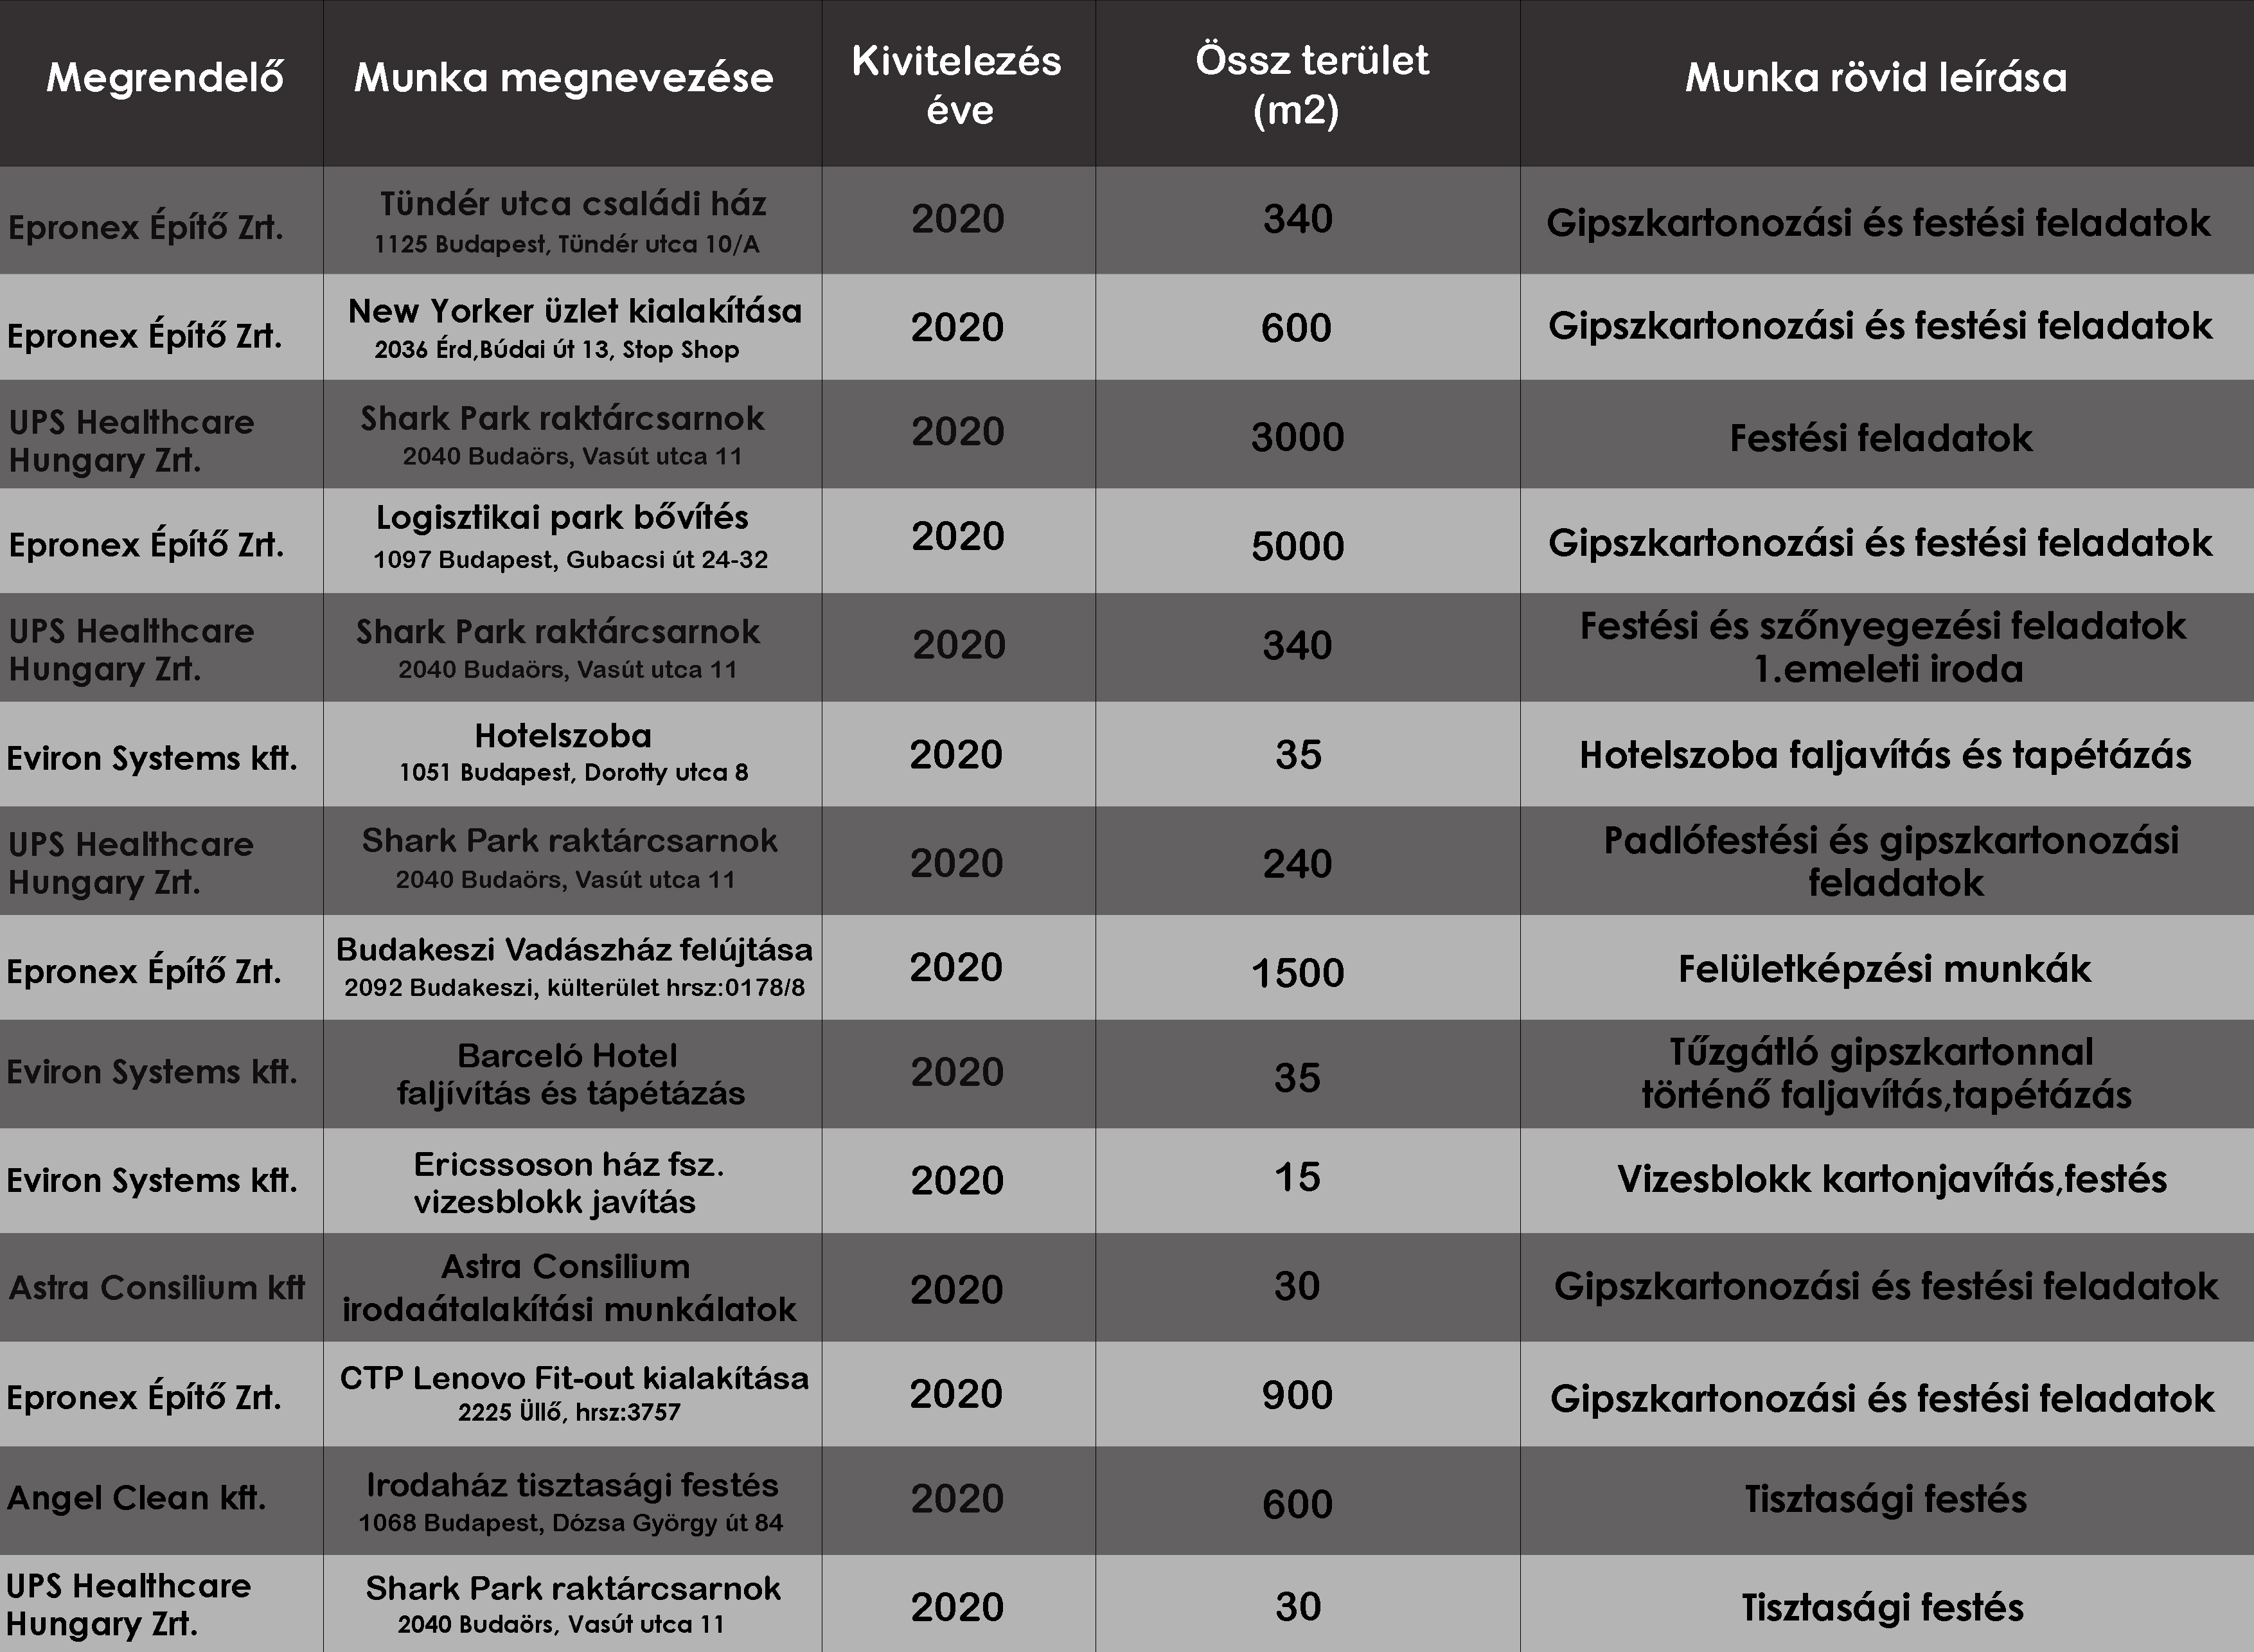 Megrendelő
Munka megnevezése
Kivitelezés
éve
Össz terület
(m2)
Munka rövid leírása
Epronex Építő Zrt.
Tündér utca családi ház
1125 Budapest, Tündér utca 10/A
2020
340
Gipszkartonozási és festési feladatok
Epronex Építő Zrt.
New Yorker üzlet kialakítása
2036 Érd,Búdai út 13, Stop Shop
2020
600
Gipszkartonozási és festési feladatok
UPS Healthcare
Hungary Zrt.
Shark Park raktárcsarnok
2040 Budaörs, Vasút utca 11
2020
3000
Festési feladatok
Epronex Építő Zrt.
Logisztikai park bővítés
1097 Budapest, Gubacsi út 24-32
2020
5000
Gipszkartonozási és festési feladatok
UPS Healthcare
Hungary Zrt.
Shark Park raktárcsarnok
2040 Budaörs, Vasút utca 11
2020
340
Festési és szőnyegezési feladatok
1.emeleti iroda
Eviron Systems kft.
Hotelszoba
1051 Budapest, Dorotty utca 8
2020
35
Hotelszoba faljavítás és tapétázás
UPS Healthcare
Hungary Zrt.
Shark Park raktárcsarnok
2040 Budaörs, Vasút utca 11
2020
240
Padlófestési és gipszkartonozási
feladatok
Epronex Építő Zrt.
Budakeszi Vadászház felújtása
2092 Budakeszi, külterület hrsz:0178/8
2020
1500
Felületképzési munkák
Eviron Systems kft.
Barceló Hotel
faljívítás és tápétázás
2020
35
Tűzgátló gipszkartonnal
történő faljavítás,tapétázás
Eviron Systems kft.
Ericssoson ház fsz.
vizesblokk javítás
2020
15
Vizesblokk kartonjavítás,festés
Astra Consilium kft
Astra Consilium
irodaátalakítási munkálatok
2020
30
Gipszkartonozási és festési feladatok
Epronex Építő Zrt.
CTP Lenovo Fit-out kialakítása
2225 Üllő, hrsz:3757
2020
900
Gipszkartonozási és festési feladatok
Angel Clean kft.
Irodaház tisztasági festés
1068 Budapest, Dózsa György út 84
2020
600
Tisztasági festés
UPS Healthcare
Hungary Zrt.
Shark Park raktárcsarnok
2040 Budaörs, Vasút utca 11
2020
30
Tisztasági festés